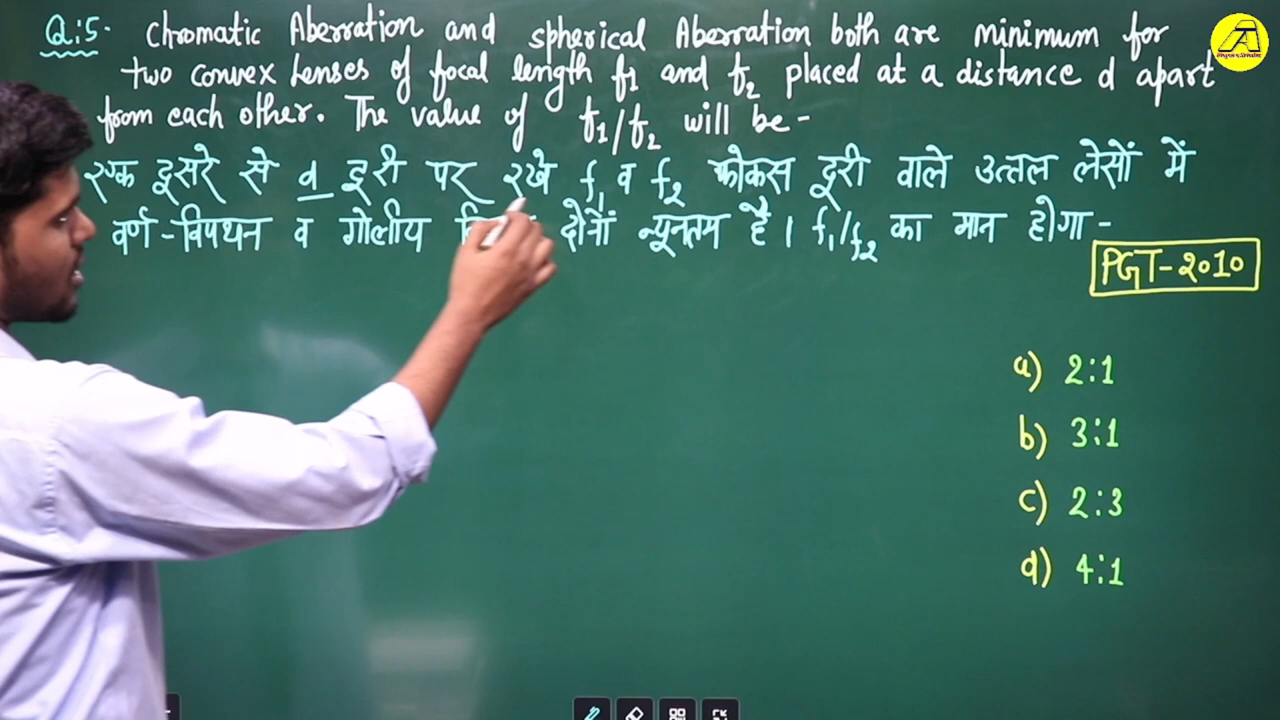 Q:5- Chromatic Aberration and spherical Aberration both are minimum for
two convex lenses of focal length f₁ and f₂ placed at a distance d apart
from each other. The value of f₁/f₂ will be -
एक दूसरे से d दूरी पर रखे f₁ व f₂ फोकस दूरी वाले उत्तल लेंसों में
वर्ण-विपथन व गोलीय दोनों न्यूनतम है। f₁/f₂ का मान होगा -
PGT-2010
a) 2:1
b) 3:1
c) 2:3
d) 4:1